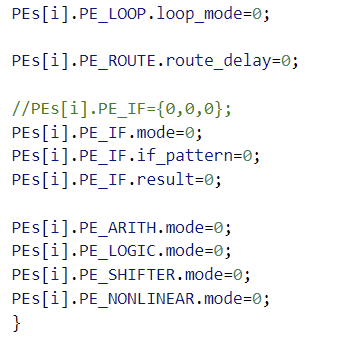 PEs[i].PE_LOOP.loop_mode=0;
PEs[i].PE_ROUTE.route_delay=0;
//PEs[i].PE_IF={0,0,0};
PEs[i].PE_IF.mode=0;
PEs[i].PE_IF.if_pattern=0;
PEs[i].PE_IF.result=0;
PEs[i].PE_ARITH.mode=0;
PEs[i].PE_LOGIC.mode=0;
PEs[i].PE_SHIFTER.mode=0;
PEs[i].PE_NONLINEAR.mode=0;
}